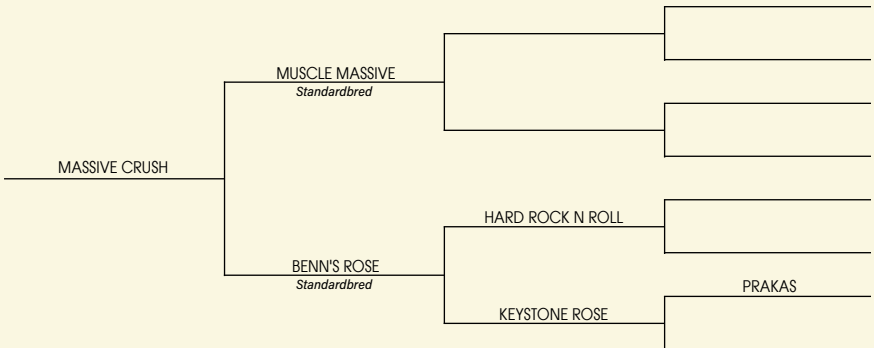 MUSCLE MASSIVE
Standardbred
MASSIVE CRUSH
HARD ROCK N ROLL
BENN'S ROSE
Standardbred
PRAKAS
KEYSTONE ROSE